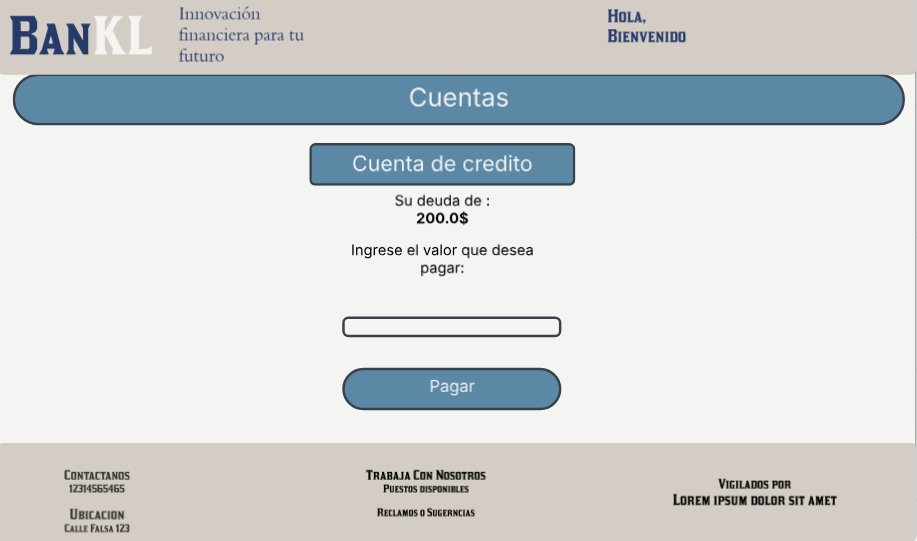 BANKL
Innovación
financiera para tu
futuro
HOLA,
BIENVENIDO
Cuentas
Cuenta de credito
Su deuda de :
200.0$
Ingrese el valor que desea
pagar:
Pagar
CONTACTANOS
12314565465
UBICACION
CALLE FALSA 123
TRABAJA CON NOSOTROS
PUESTOS DISPONIBLES
RECLAMOS O SUGERNCIAS
VIGILADOS POR
LOREM IPSUM DOLOR SIT AMET